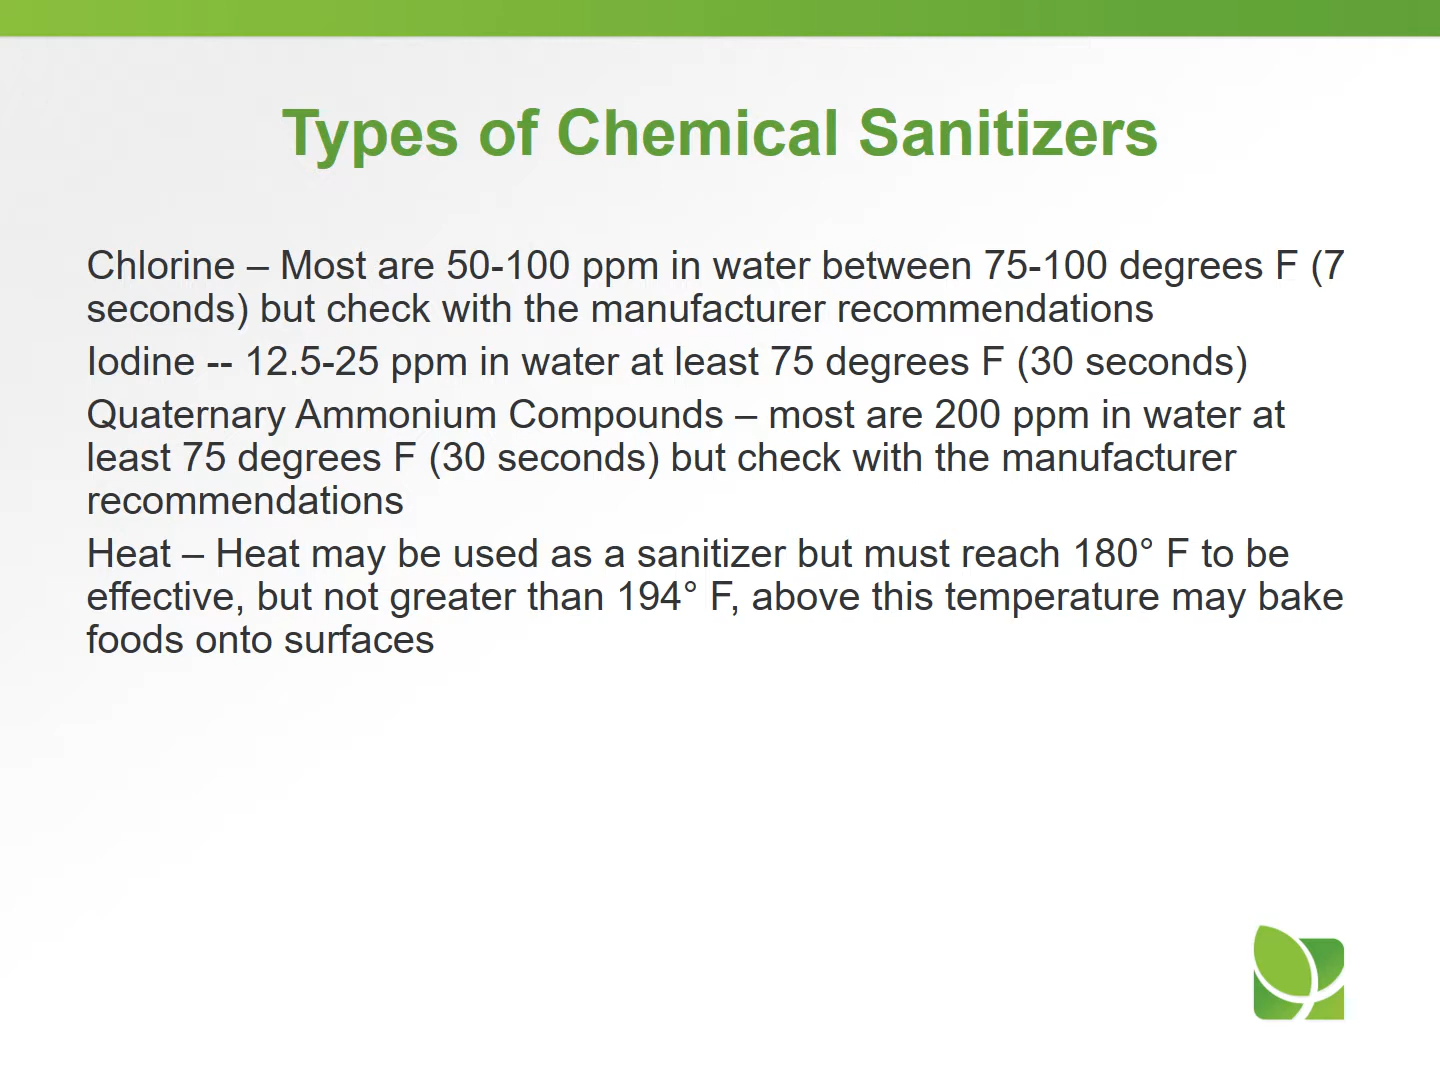 Types of Chemical Sanitizers
Chlorine – Most are 50-100 ppm in water between 75-100 degrees F (7
seconds) but check with the manufacturer recommendations
Iodine -- 12.5-25 ppm in water at least 75 degrees F (30 seconds)
Quaternary Ammonium Compounds – most are 200 ppm in water at
least 75 degrees F (30 seconds) but check with the manufacturer
recommendations
Heat – Heat may be used as a sanitizer but must reach 180° F to be
effective, but not greater than 194° F, above this temperature may bake
foods onto surfaces